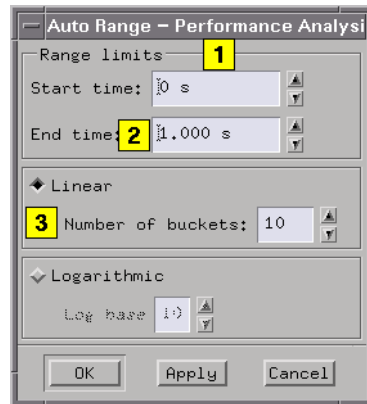 Auto Range – Performance Analysi
Range limits 1
Start time: 0 s
End time: 2 1.000 s
Linear
3 Number of buckets: 10
Logarithmic
Log base 10
OK Apply Cancel